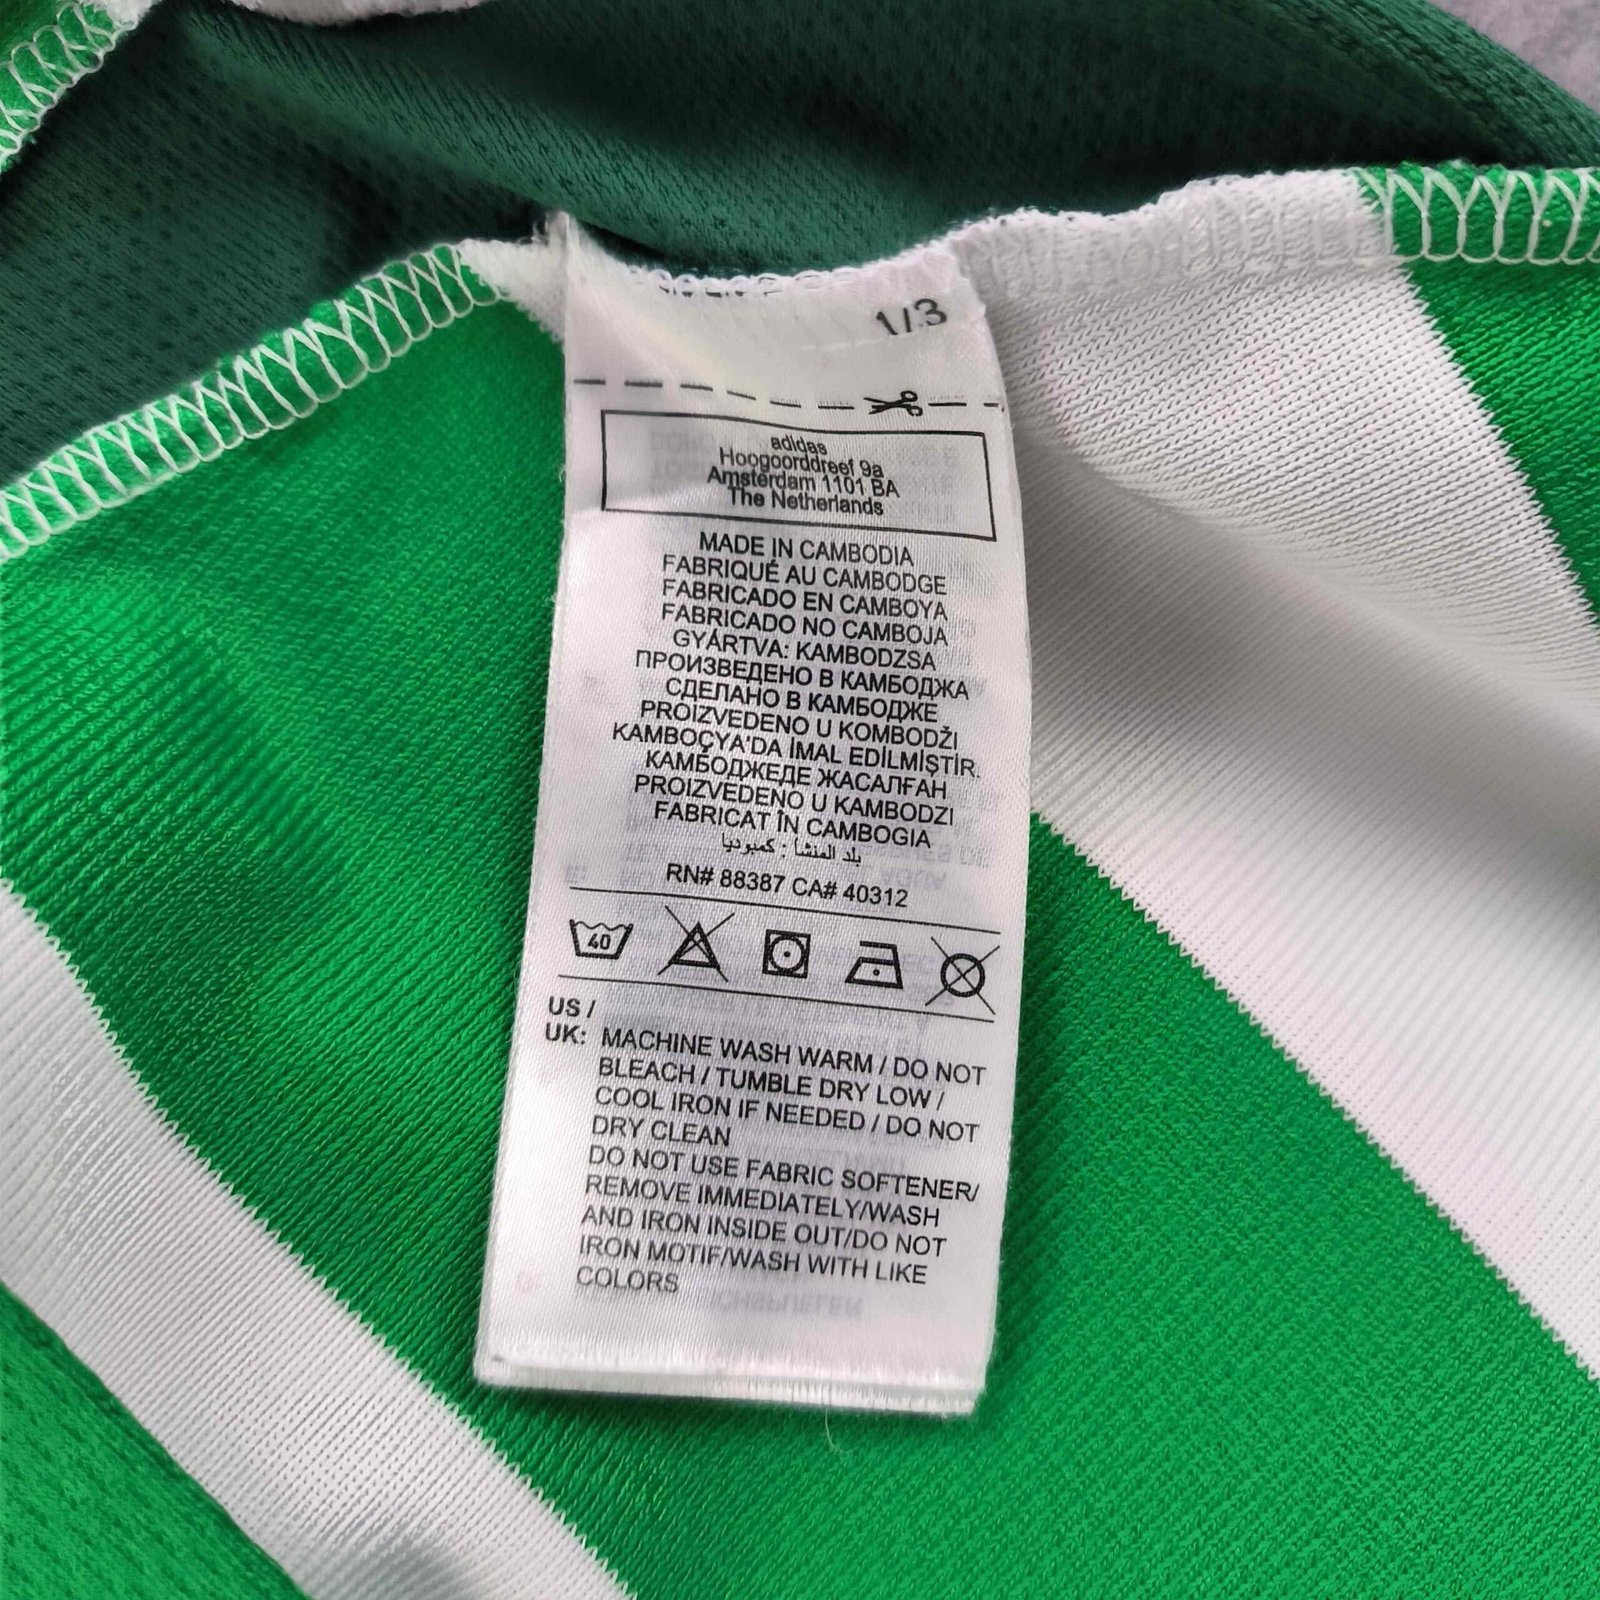 1/3
adidas
Hoogoorddreef 9a
Amsterdam 1101 BA
The Netherlands
MADE IN CAMBODIA
FABRIQUÉ AU CAMBODGE
FABRICADO EN CAMBOYA
FABRICADO NO CAMBOJA
GYÁRTVA: KAMBODZSA
ПРОИЗВЕДЕНО В КАМБОДЖА
СДЕЛАНО В КАМБОДЖЕ
PROIZVEDENO U KOMBODŽI
KAMBOÇYA'DA İMAL EDİLMİŞTİR.
КАМБОДЖЕДЕ ЖАСАЛҒАН
PROIZVEDENO U KAMBODZI
FABRICAT ÎN CAMBOGIA
بلد المنشأ : كمبوديا
RN# 88387 CA# 40312
40
US /
UK: MACHINE WASH WARM / DO NOT
BLEACH / TUMBLE DRY LOW /
COOL IRON IF NEEDED / DO NOT
DRY CLEAN
DO NOT USE FABRIC SOFTENER/
REMOVE IMMEDIATELY/WASH
AND IRON INSIDE OUT/DO NOT
IRON MOTIF/WASH WITH LIKE
COLORS